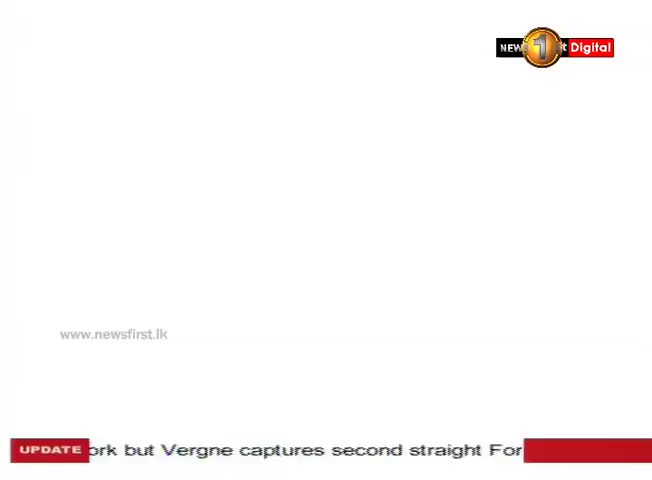 NEWS 1st Digital
www.newsfirst.lk
UPDATE ork but Vergne captures second straight For